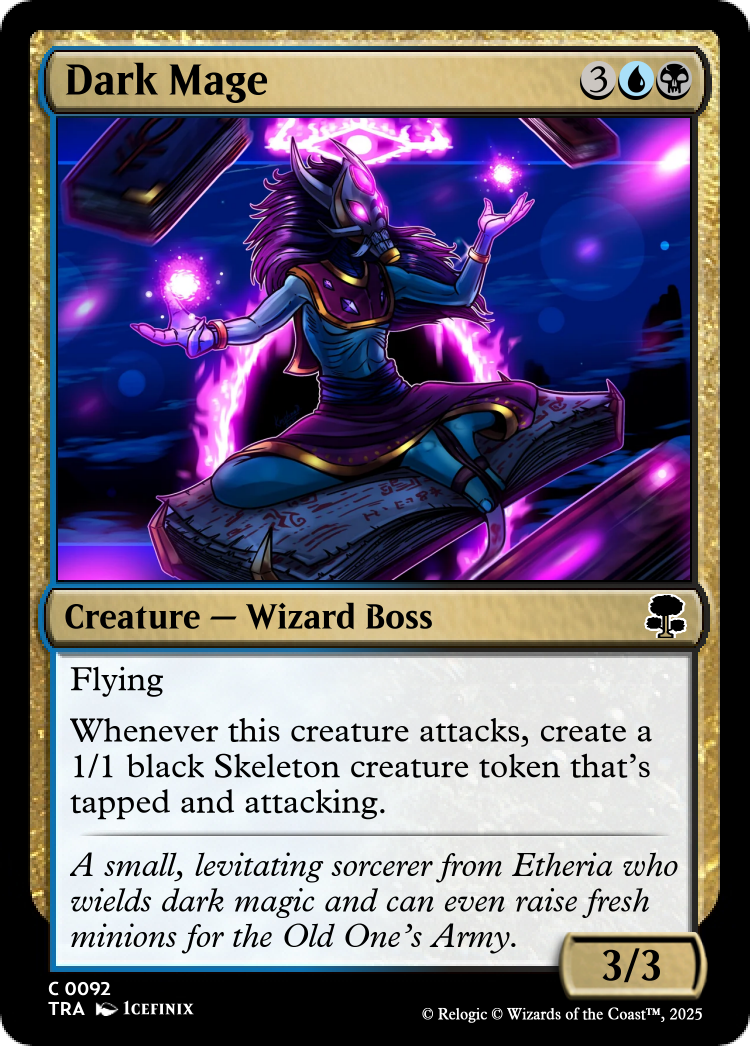 Dark Mage 3
Creature — Wizard Boss
Flying
Whenever this creature attacks, create a
1/1 black Skeleton creature token that's
tapped and attacking.
A small, levitating sorcerer from Etheria who
wields dark magic and can even raise fresh
minions for the Old One's Army.
3/3
C 0092
TRA Icefinix
© Relogic © Wizards of the Coast™, 2025